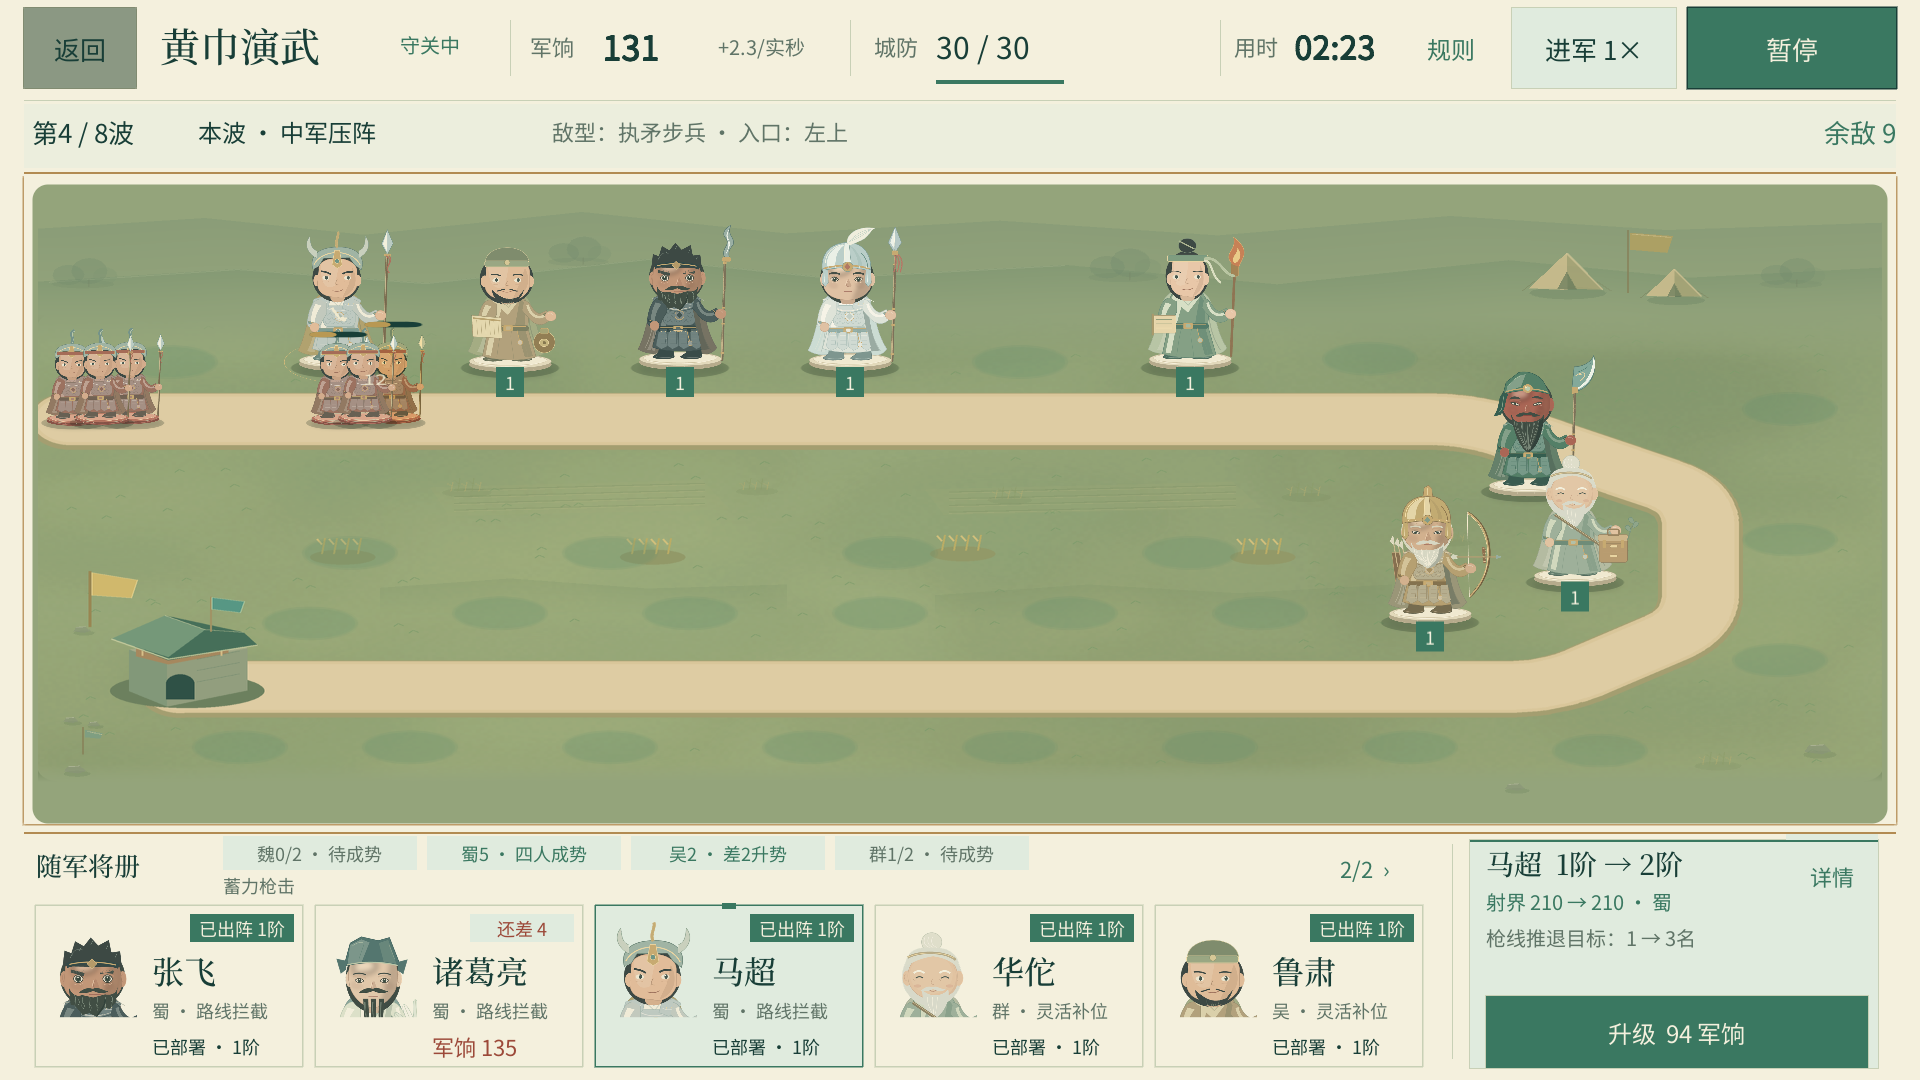 返回
黄巾演武
守关中
军饷 131
+2.3/实秒
城防 30 / 30
用时 02:23
规则
进军 1×
暂停
第4 / 8波
本波 · 中军压阵
敌型：执矛步兵 · 入口：左上
余敌 9
12
1
1
1
1
1
1
随军将册
魏0/2 · 待成势
蜀5 · 四人成势
吴2 · 差2升势
群1/2 · 待成势
蓄力枪击
2/2 ›
已出阵 1阶
张飞
蜀 · 路线拦截
已部署 · 1阶
还差 4
诸葛亮
蜀 · 路线拦截
军饷 135
已出阵 1阶
马超
蜀 · 路线拦截
已部署 · 1阶
已出阵 1阶
华佗
群 · 灵活补位
已部署 · 1阶
已出阵 1阶
鲁肃
吴 · 灵活补位
已部署 · 1阶
马超 1阶 → 2阶
详情
射界 210 → 210 · 蜀
枪线推退目标：1 → 3名
升级 94 军饷